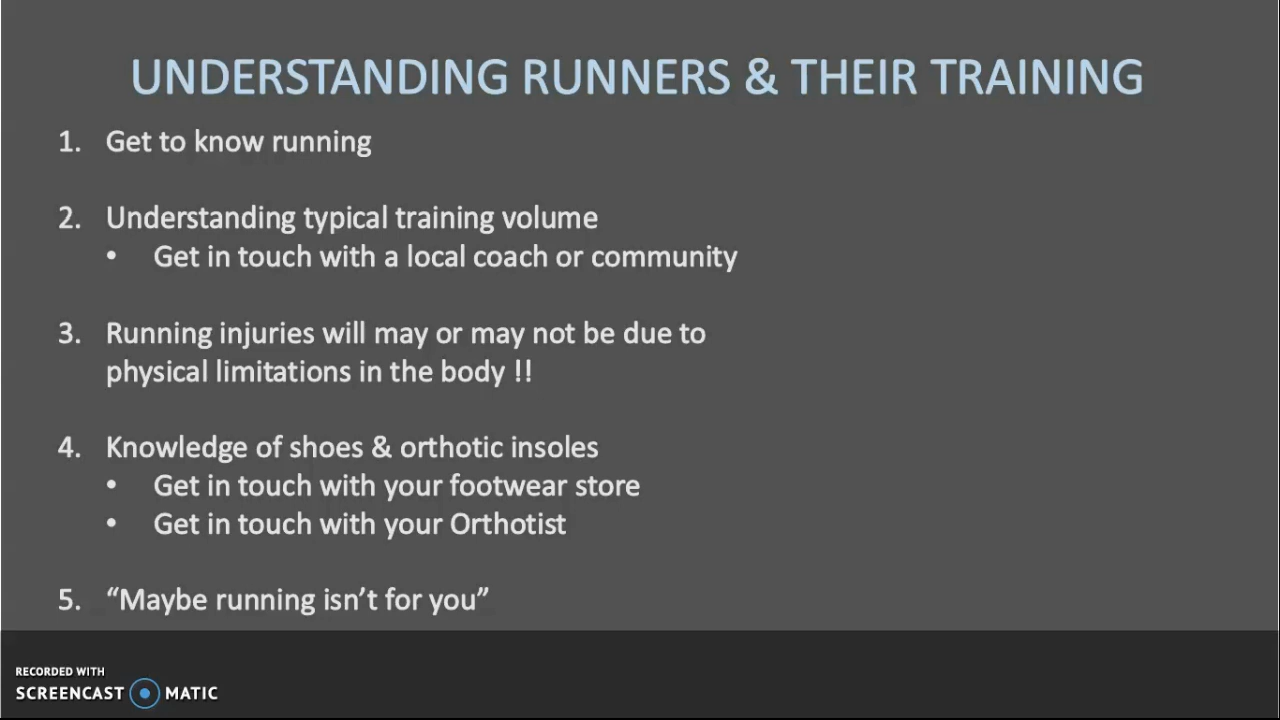 UNDERSTANDING RUNNERS & THEIR TRAINING
1. Get to know running
2. Understanding typical training volume
• Get in touch with a local coach or community
3. Running injuries will may or may not be due to
physical limitations in the body !!
4. Knowledge of shoes & orthotic insoles
• Get in touch with your footwear store
• Get in touch with your Orthotist
5. “Maybe running isn’t for you”
RECORDED WITH
SCREENCAST MATIC